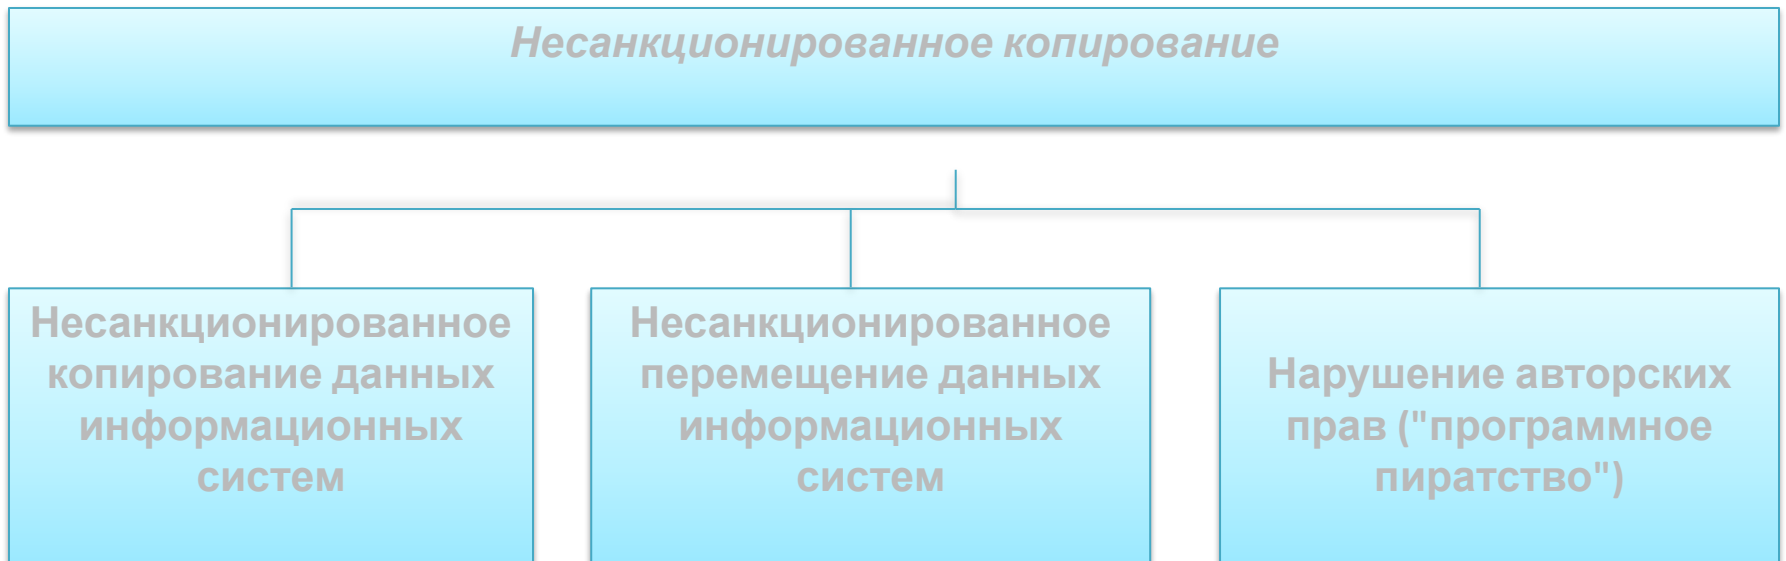 Несанкционированное копирование
Несанкционированное
копирование данных
информационных
систем
Несанкционированное
перемещение данных
информационных
систем
Нарушение авторских
прав ("программное
пиратство")